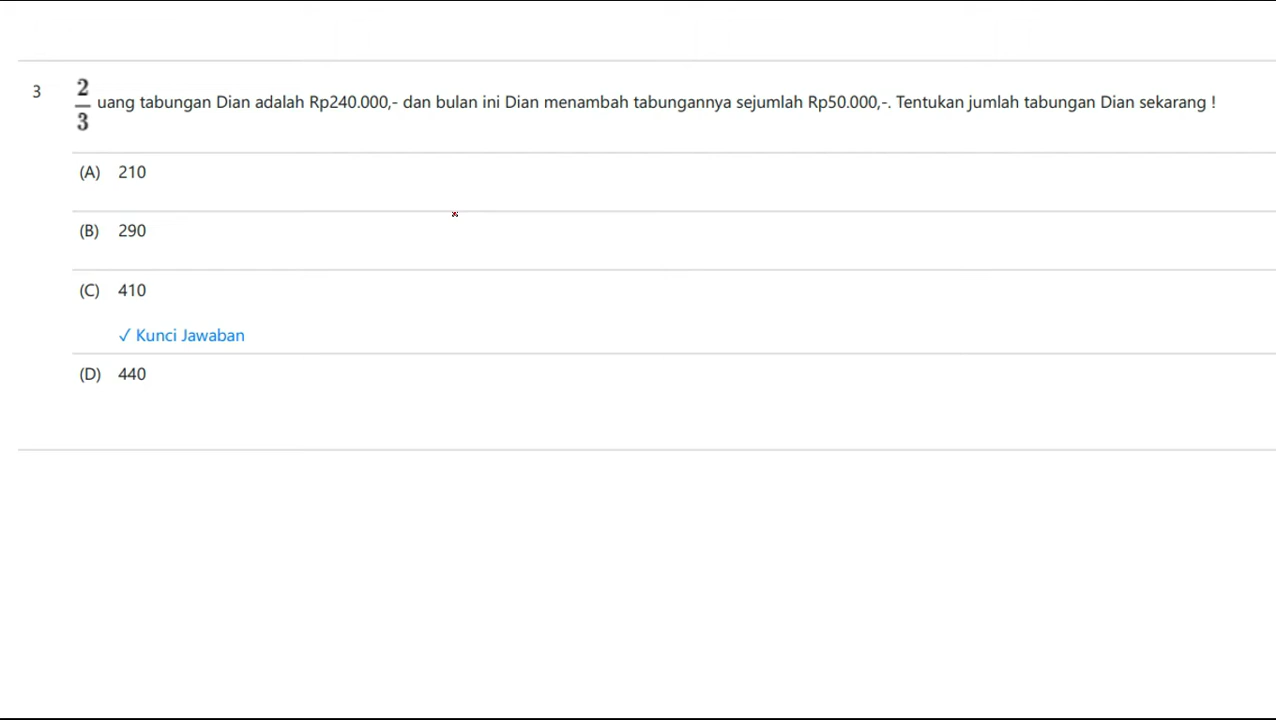 3 2/3 uang tabungan Dian adalah Rp240.000,- dan bulan ini Dian menambah tabungannya sejumlah Rp50.000,-. Tentukan jumlah tabungan Dian sekarang !
(A) 210
(B) 290
(C) 410
✓ Kunci Jawaban
(D) 440